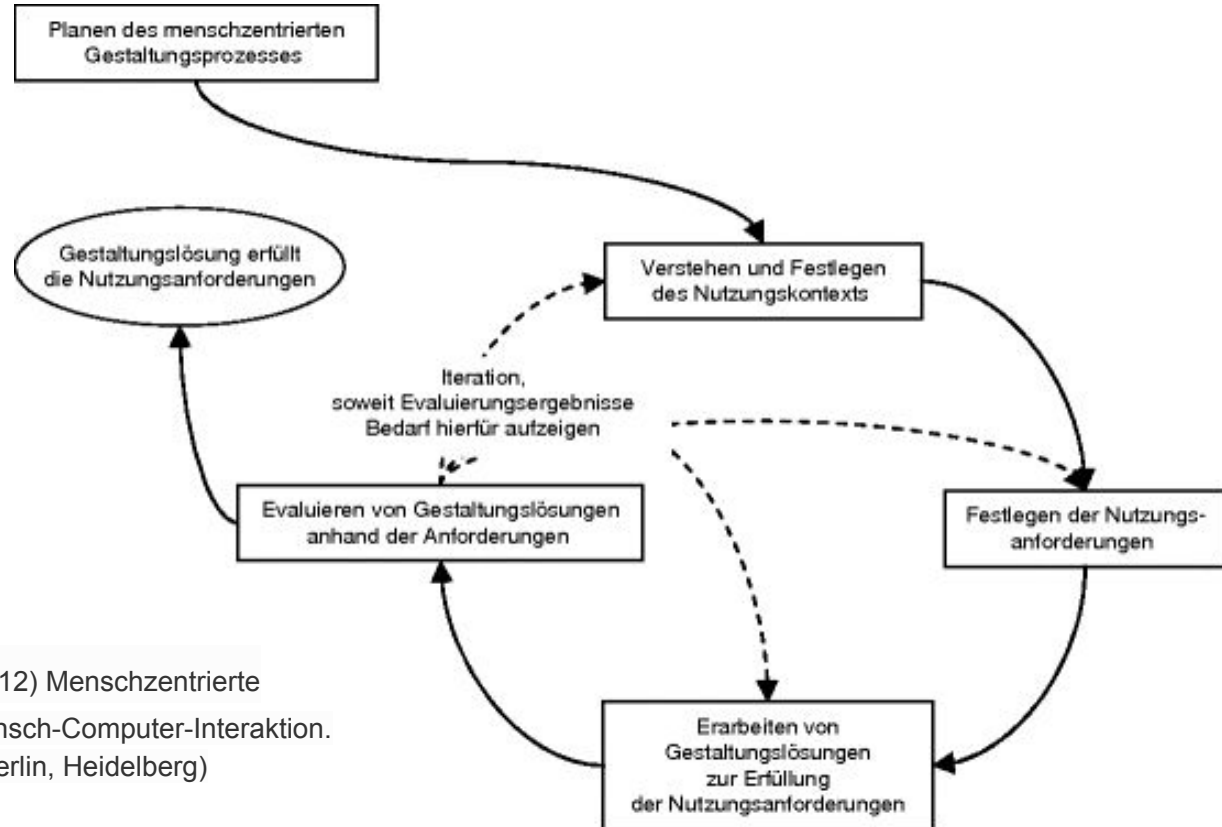 Planen des menschzentrierten
Gestaltungsprozesses
Gestaltungslösung erfüllt
die Nutzungsanforderungen
Verstehen und Festlegen
des Nutzungskontexts
Iteration,
soweit Evaluierungsergebnisse
Bedarf hierfür aufzeigen
Evaluieren von Gestaltungslösungen
anhand der Anforderungen
Festlegen der Nutzungs-
anforderungen
Erarbeiten von
Gestaltungslösungen
zur Erfüllung
der Nutzungsanforderungen
12) Menschzentrierte
nsch-Computer-Interaktion.
erlin, Heidelberg)